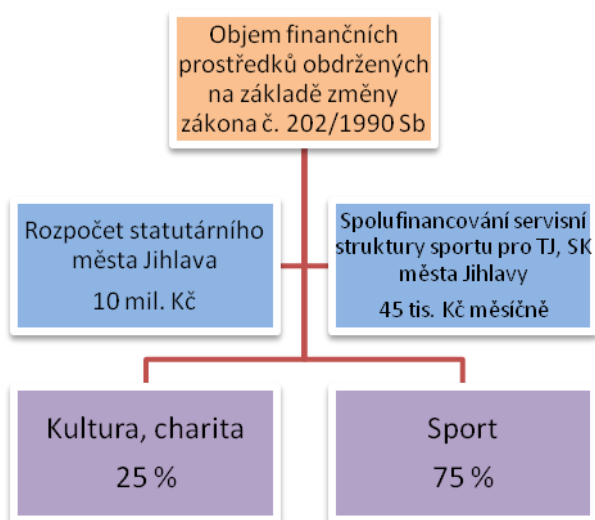 Objem finančních
prostředků obdržených
na základě změny
zákona č. 202/1990 Sb
Rozpočet statutárního
města Jihlava
10 mil. Kč
Spolufinancování servisní
struktury sportu pro TJ, SK
města Jihlavy
45 tis. Kč měsíčně
Kultura, charita
25 %
Sport
75 %